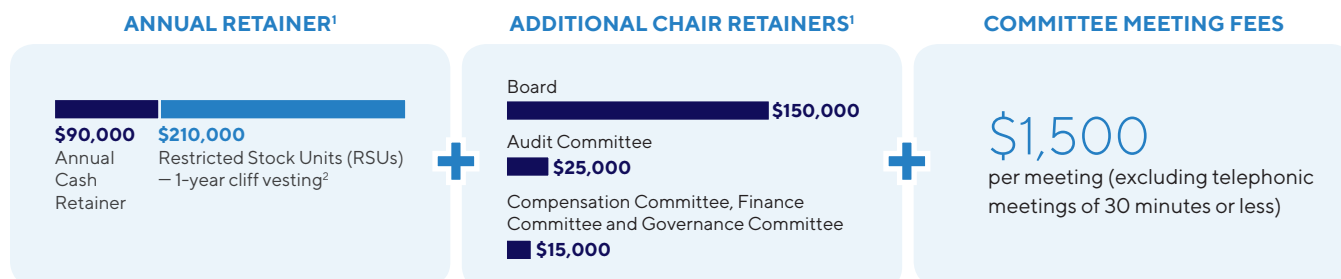 ANNUAL RETAINER¹
$90,000
Annual
Cash
Retainer
$210,000
Restricted Stock Units (RSUs)
– 1-year cliff vesting²
ADDITIONAL CHAIR RETAINERS¹
Board
$150,000
Audit Committee
$25,000
Compensation Committee, Finance
Committee and Governance Committee
$15,000
COMMITTEE MEETING FEES
$1,500
per meeting (excluding telephonic
meetings of 30 minutes or less)